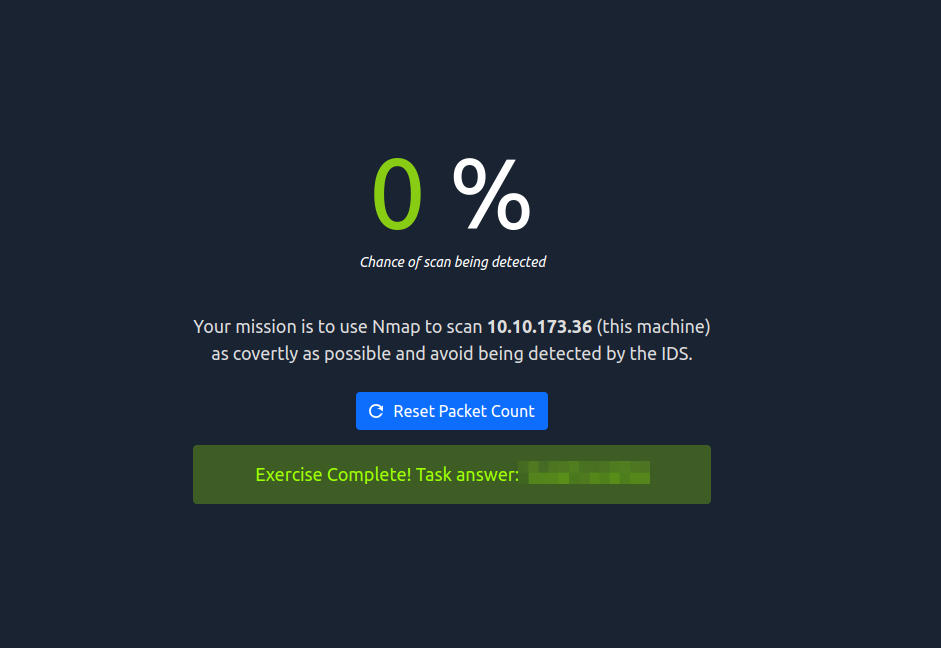 0 %
Chance of scan being detected
Your mission is to use Nmap to scan 10.10.173.36 (this machine)
as covertly as possible and avoid being detected by the IDS.
Reset Packet Count
Exercise Complete! Task answer: